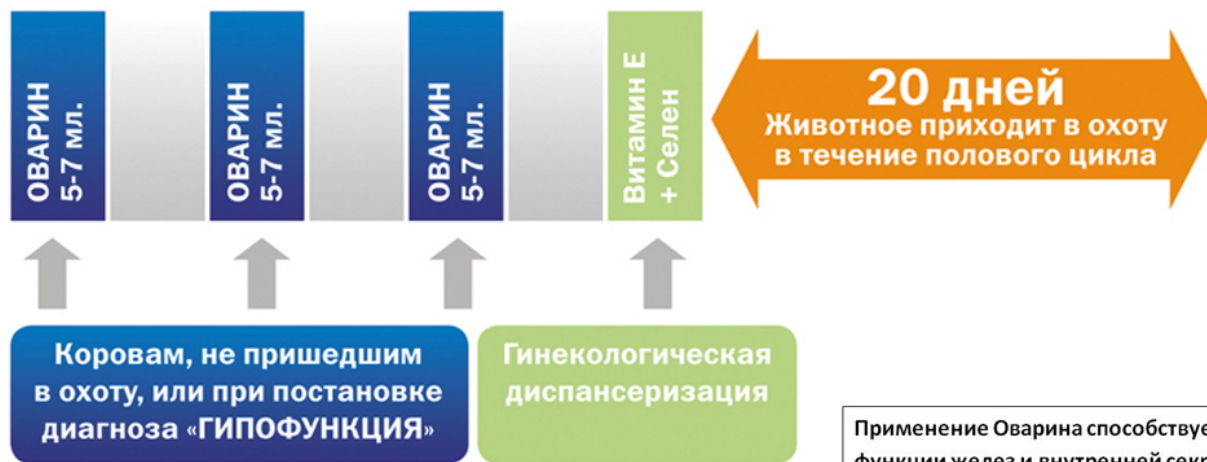 ОВАРИН
5-7 мл.
ОВАРИН
5-7 мл.
ОВАРИН
5-7 мл.
Витамин Е
+ Селен
20 дней
Животное приходит в охоту
в течение полового цикла
Коровам, не пришедшим
в охоту, или при постановке
диагноза «ГИПОФУНКЦИЯ»
Гинекологическая
диспансеризация
Применение Оварина способствуе